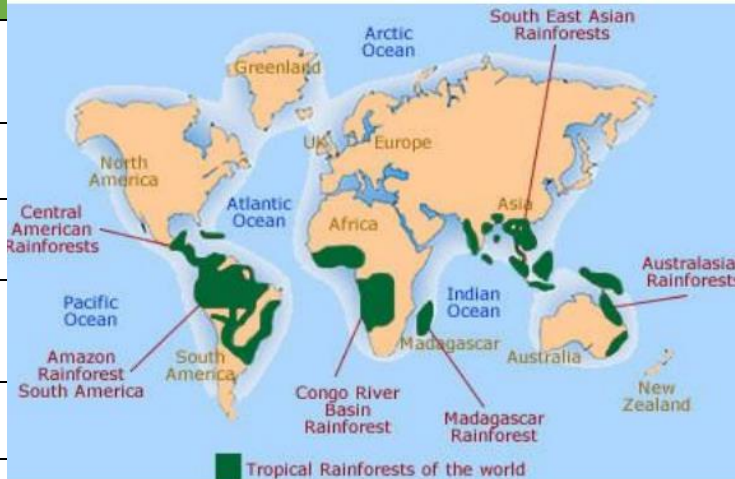 South East Asian
Rainforests
Arctic
Ocean
Greenland
UK
Europe
North
America
Asia
Atlantic
Ocean
Africa
Central
American
Rainforests
Australasia
Rainforests
Pacific
Ocean
Indian
Ocean
Madagascar
Australia
Amazon
Rainforest
South America
South
America
Congo River
Basin
Rainforest
Madagascar
Rainforest
New
Zealand
Tropical Rainforests of the world